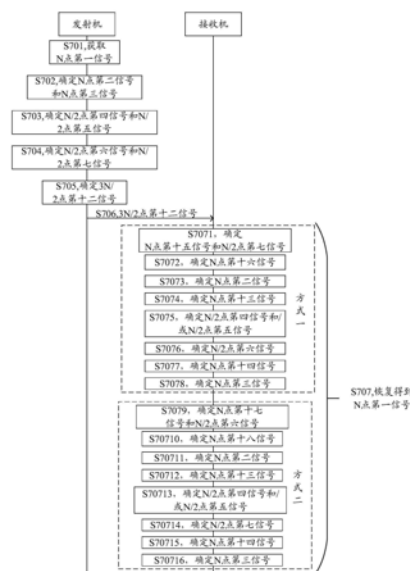 发射机
接收机
S701,获取
N点第一信号
S702,确定N点第二信号
和N点第三信号
S703,确定N/2点第四信号和N/
2点第五信号
S704,确定N/2点第六信号和N/
2点第七信号
S705,确定3N/
2点第十二信号
S706,3N/2点第十二信号
S7071，确定
N点第十五信号和N/2点第七信号
S7072，确定N点第十六信号
S7073，确定N点第二信号
S7074，确定N点第十三信号
S7075，确定N/2点第四信号和/
或N/2点第五信号
S7076，确定N/2点第六信号
S7077，确定N点第十四信号
S7078，确定N点第三信号
方式一
S707,恢复得到
N点第一信号
S7079，确定N点第十七
信号和N/2点第六信号
S70710，确定N点第十八信号
S70711，确定N点第二信号
S70712，确定N点第十三信号
S70713，确定N/2点第四信号和/
或N/2点第五信号
S70714，确定N/2点第七信号
S70715，确定N点第十四信号
S70716，确定N点第三信号
方式二